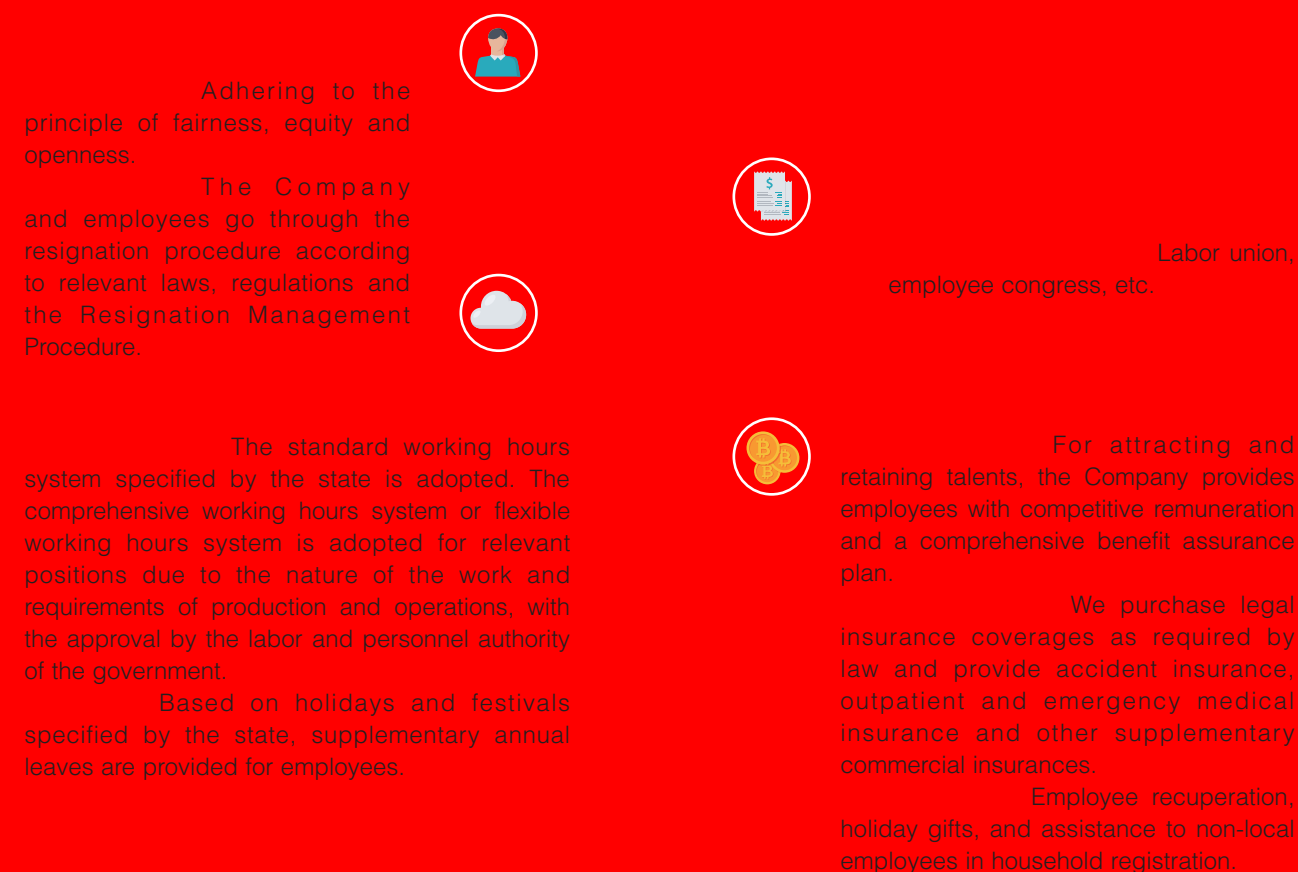 Adhering to the
principle of fairness, equity and
openness.
The Company
and employees go through the
resignation procedure according
to relevant laws, regulations and
the Resignation Management
Procedure.
The standard working hours
system specified by the state is adopted. The
comprehensive working hours system or flexible
working hours system is adopted for relevant
positions due to the nature of the work and
requirements of production and operations, with
the approval by the labor and personnel authority
of the government.
Based on holidays and festivals
specified by the state, supplementary annual
leaves are provided for employees.
$
Labor union,
employee congress, etc.
B
B
B
For attracting and
retaining talents, the Company provides
employees with competitive remuneration
and a comprehensive benefit assurance
plan.
We purchase legal
insurance coverages as required by
law and provide accident insurance,
outpatient and emergency medical
insurance and other supplementary
commercial insurances.
Employee recuperation,
holiday gifts, and assistance to non-local
employees in household registration.